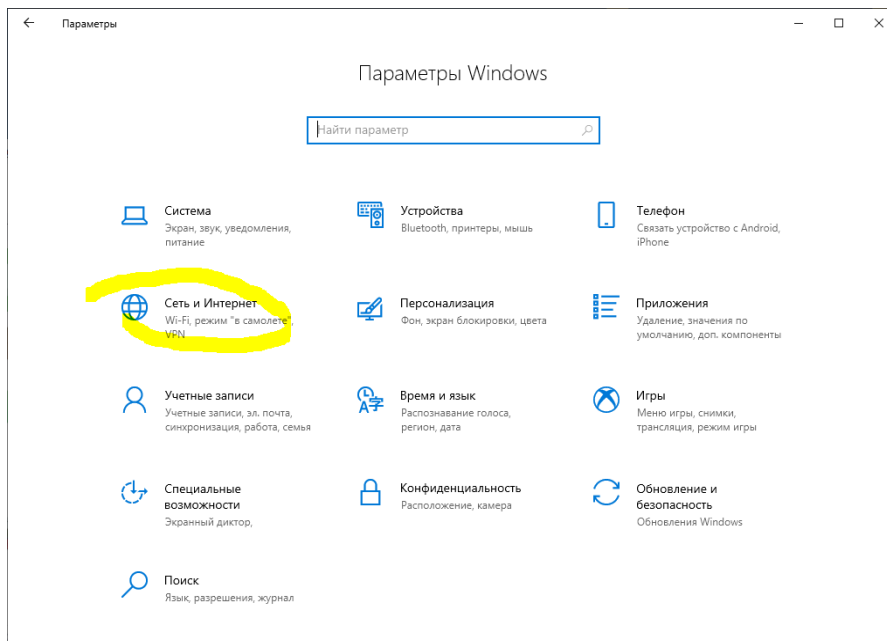 Параметры
Параметры Windows
Найти параметр
Система
Экран, звук, уведомления,
питание
Устройства
Bluetooth, принтеры, мышь
Телефон
Связать устройство с Android,
iPhone
Сеть и Интернет
Wi-Fi, режим "в самолете",
VPN
Персонализация
Фон, экран блокировки, цвета
Приложения
Удаление, значения по
умолчанию, доп. компоненты
Учетные записи
Учетные записи, эл. почта,
синхронизация, работа, семья
Время и язык
Распознавание голоса,
регион, дата
Игры
Меню игры, снимки,
трансляция, режим игры
Специальные
возможности
Экранный диктор,
Конфиденциальность
Расположение, камера
Обновление и
безопасность
Обновления Windows
Поиск
Язык, разрешения, журнал